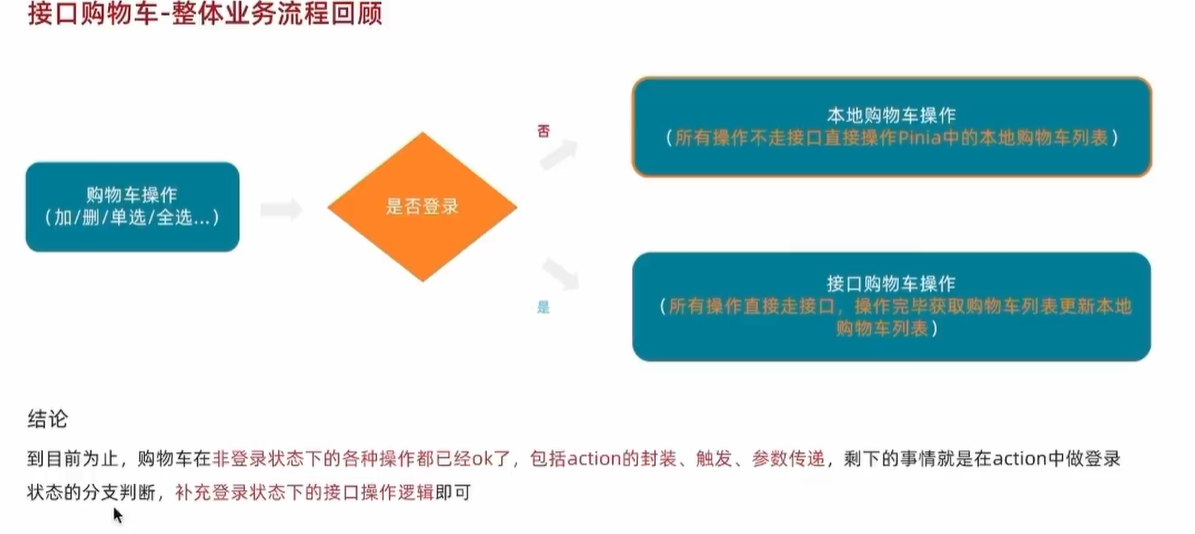 接口购物车-整体业务流程回顾
购物车操作
（加/删/单选/全选...）
是否登录
否
是
本地购物车操作
（所有操作不走接口直接操作Pinia中的本地购物车列表）
接口购物车操作
（所有操作直接走接口，操作完毕获取购物车列表更新本地
购物车列表）
结论
到目前为止，购物车在非登录状态下的各种操作都已经ok了，包括action的封装、触发、参数传递，剩下的事情就是在action中做登录
状态的分支判断，补充登录状态下的接口操作逻辑即可